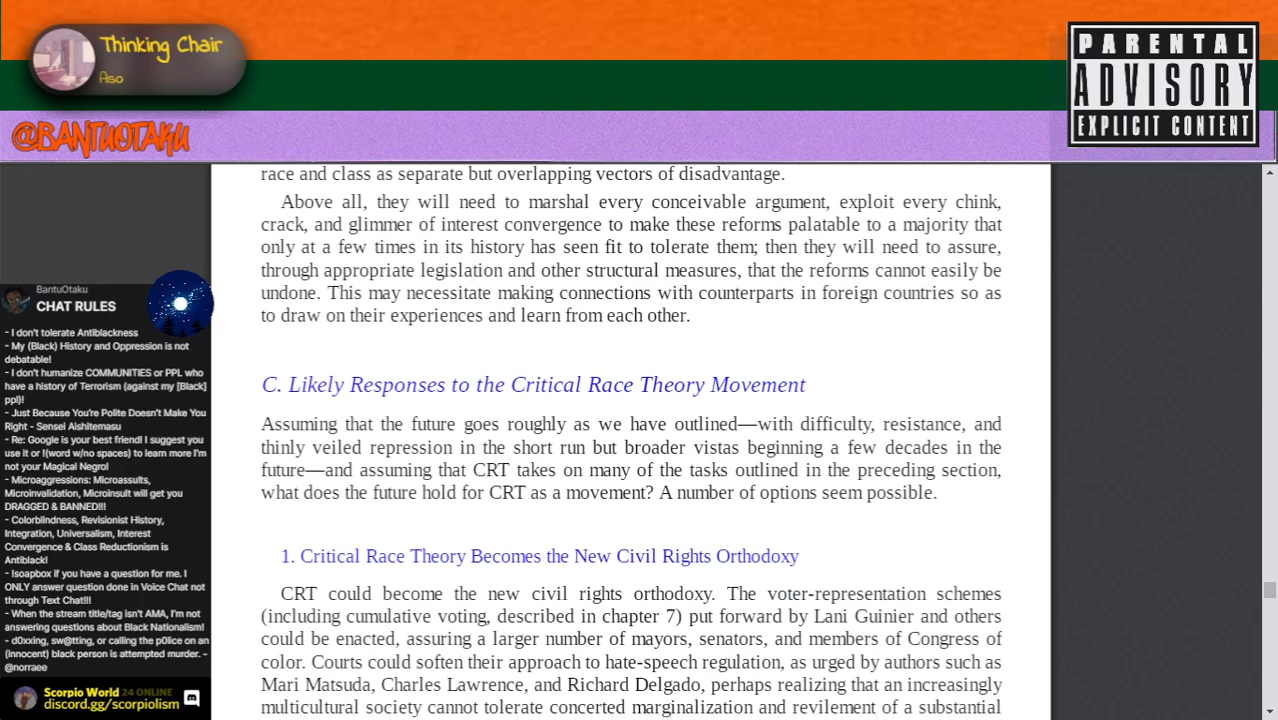 Thinking Chair
Aso
PARENTAL
ADVISORY
EXPLICIT CONTENT
@BANTUOTAKU
race and class as separate but overlapping vectors of disadvantage.
Above all, they will need to marshal every conceivable argument, exploit every chink,
crack, and glimmer of interest convergence to make these reforms palatable to a majority that
only at a few times in its history has seen fit to tolerate them; then they will need to assure,
through appropriate legislation and other structural measures, that the reforms cannot easily be
undone. This may necessitate making connections with counterparts in foreign countries so as
to draw on their experiences and learn from each other.
C. Likely Responses to the Critical Race Theory Movement
Assuming that the future goes roughly as we have outlined—with difficulty, resistance, and
thinly veiled repression in the short run but broader vistas beginning a few decades in the
future—and assuming that CRT takes on many of the tasks outlined in the preceding section,
what does the future hold for CRT as a movement? A number of options seem possible.
1. Critical Race Theory Becomes the New Civil Rights Orthodoxy
CRT could become the new civil rights orthodoxy. The voter-representation schemes
(including cumulative voting, described in chapter 7) put forward by Lani Guinier and others
could be enacted, assuring a larger number of mayors, senators, and members of Congress of
color. Courts could soften their approach to hate-speech regulation, as urged by authors such as
Mari Matsuda, Charles Lawrence, and Richard Delgado, perhaps realizing that an increasingly
multicultural society cannot tolerate concerted marginalization and revilement of a substantial
BantuOtaku
CHAT RULES
- I don't tolerate Antiblackness
- My (Black) History and Oppression is not
debatable!
- I don't humanize COMMUNITIES or PPL who
have a history of Terrorism (against my [Black]
ppl)!
- Just Because You're Polite Doesn't Make You
Right - Sensei Aishitemasu
- Re: Google is your best friend! I suggest you
use it or !(word w/no spaces) to learn more I'm
not your Magical Negro!
- Microaggressions: Microassults,
Microinvalidation, Microinsult will get you
DRAGGED & BANNED!!!
- Colorblindness, Revisionist History,
Integration, Universalism, Interest
Convergence & Class Reductionism is
Antiblack!
- !soapbox if you have a question for me. I
ONLY answer question done in Voice Chat not
through Text Chat!!!
- When the stream title/tag isn't AMA, I'm not
answering questions about Black Nationalism!
- d0xxing, sw@tting, or calling the p0lice on an
(innocent) black person is attempted murder. -
@norraee
Scorpio World 24 ONLINE
discord.gg/scorpiolism